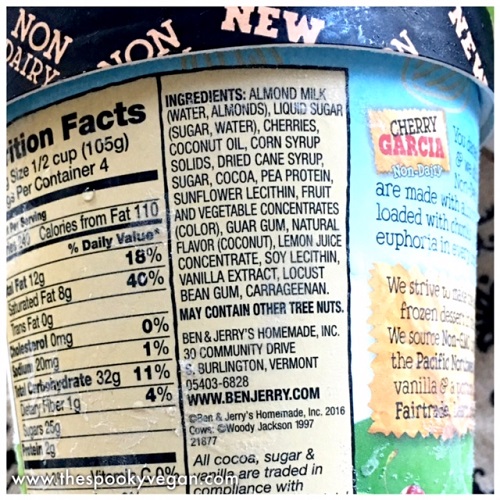 NON
DAIRY
NON
NEW
NEW
Nutrition Facts
Size 1/2 cup (105g)
Per Container 4
Per Serving
Calories from Fat 110
% Daily Value*
Fat 12g 18%
Saturated Fat 8g 40%
Trans Fat 0g
Cholesterol 0mg 0%
Sodium 20mg 1%
Total Carbohydrate 32g 11%
Dietary Fiber 1g 4%
Sugars 25g
Protein 2g
Vitamin C 0%
INGREDIENTS: ALMOND MILK
(WATER, ALMONDS), LIQUID SUGAR
(SUGAR, WATER), CHERRIES,
COCONUT OIL, CORN SYRUP
SOLIDS, DRIED CANE SYRUP,
SUGAR, COCOA, PEA PROTEIN,
SUNFLOWER LECITHIN, FRUIT
AND VEGETABLE CONCENTRATES
(COLOR), GUAR GUM, NATURAL
FLAVOR (COCONUT), LEMON JUICE
CONCENTRATE, SOY LECITHIN,
VANILLA EXTRACT, LOCUST
BEAN GUM, CARRAGEENAN.
MAY CONTAIN OTHER TREE NUTS.
BEN & JERRY'S HOMEMADE, INC.
30 COMMUNITY DRIVE
S. BURLINGTON, VERMONT
05403-6828
WWW.BENJERRY.COM
©Ben & Jerry's Homemade, Inc. 2016
Cows: ©Woody Jackson 1997
21877
All cocoa, sugar &
vanilla are traded in
compliance with
CHERRY
GARCIA
Non-Dairy
are made with
loaded with
euphoria in
We strive to
frozen
We source
the Pacific
vanilla &
Fairtrade
www.thespookyvegan.com